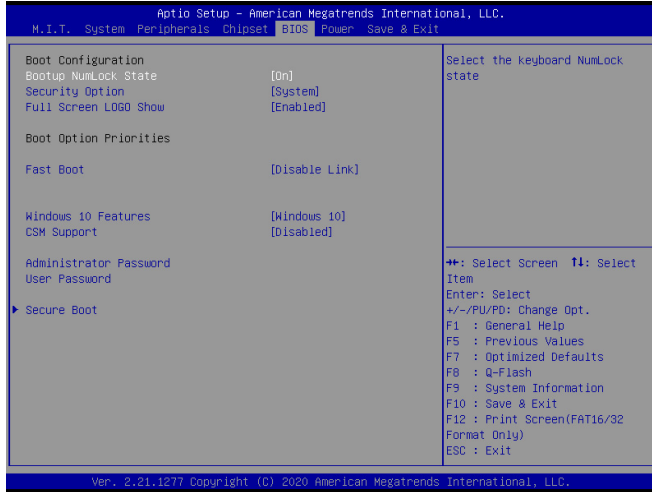 Aptio Setup – American Megatrends International, LLC.
M.I.T. System Peripherals Chipset BIOS Power Save & Exit
Boot Configuration
Bootup NumLock State [On]
Security Option [System]
Full Screen LOGO Show [Enabled]
Boot Option Priorities
Fast Boot [Disable Link]
Windows 10 Features [Windows 10]
CSM Support [Disabled]
Administrator Password
User Password
Secure Boot
Select the keyboard NumLock
state
→←: Select Screen ↑↓: Select
Item
Enter: Select
+/-/PU/PD: Change Opt.
F1 : General Help
F5 : Previous Values
F7 : Optimized Defaults
F8 : Q-Flash
F9 : System Information
F10 : Save & Exit
F12 : Print Screen(FAT16/32
Format Only)
ESC : Exit
Ver. 2.21.1277 Copyright (C) 2020 American Megatrends International, LLC.